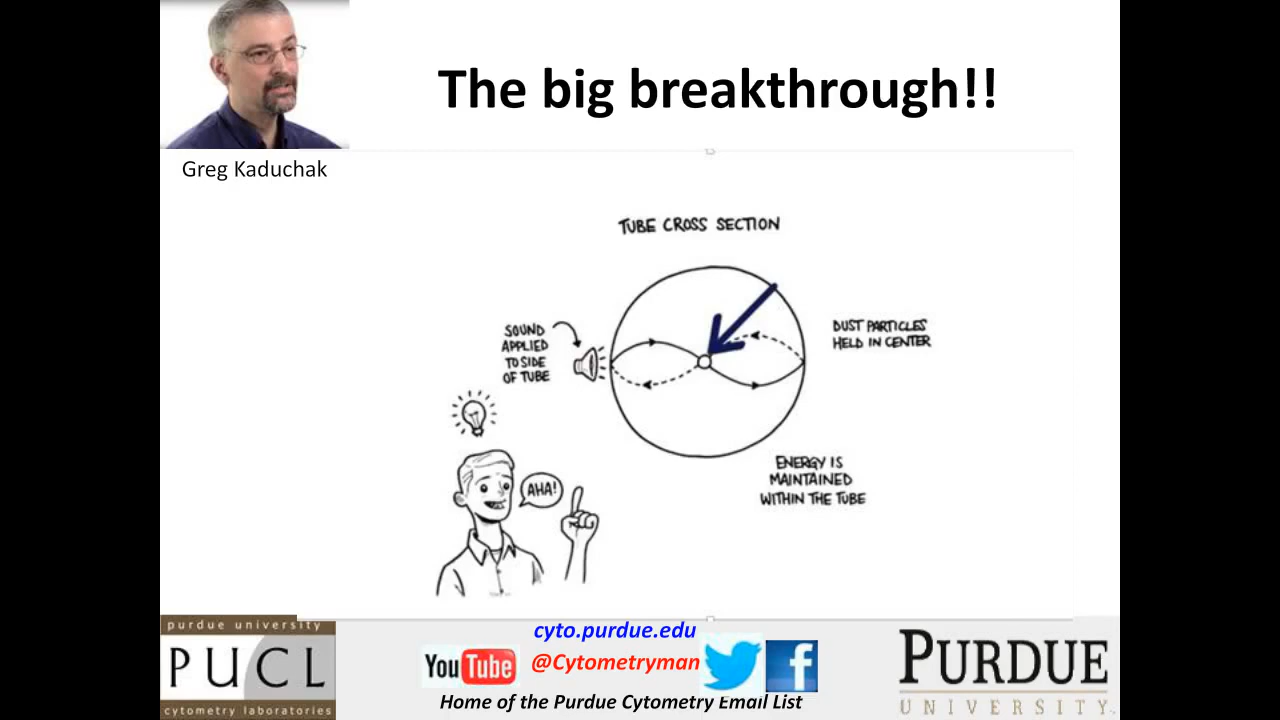 The big breakthrough!!
Greg Kaduchak
TUBE CROSS SECTION
SOUND
APPLIED
TO SIDE
OF TUBE
DUST PARTICLES
HELD IN CENTER
AHA!
ENERGY IS
MAINTAINED
WITHIN THE TUBE
purdue university
PUCL
cytometry laboratories
YouTube
cyto.purdue.edu
@Cytometryman
f
Home of the Purdue Cytometry Email List
PURDUE
UNIVERSITY